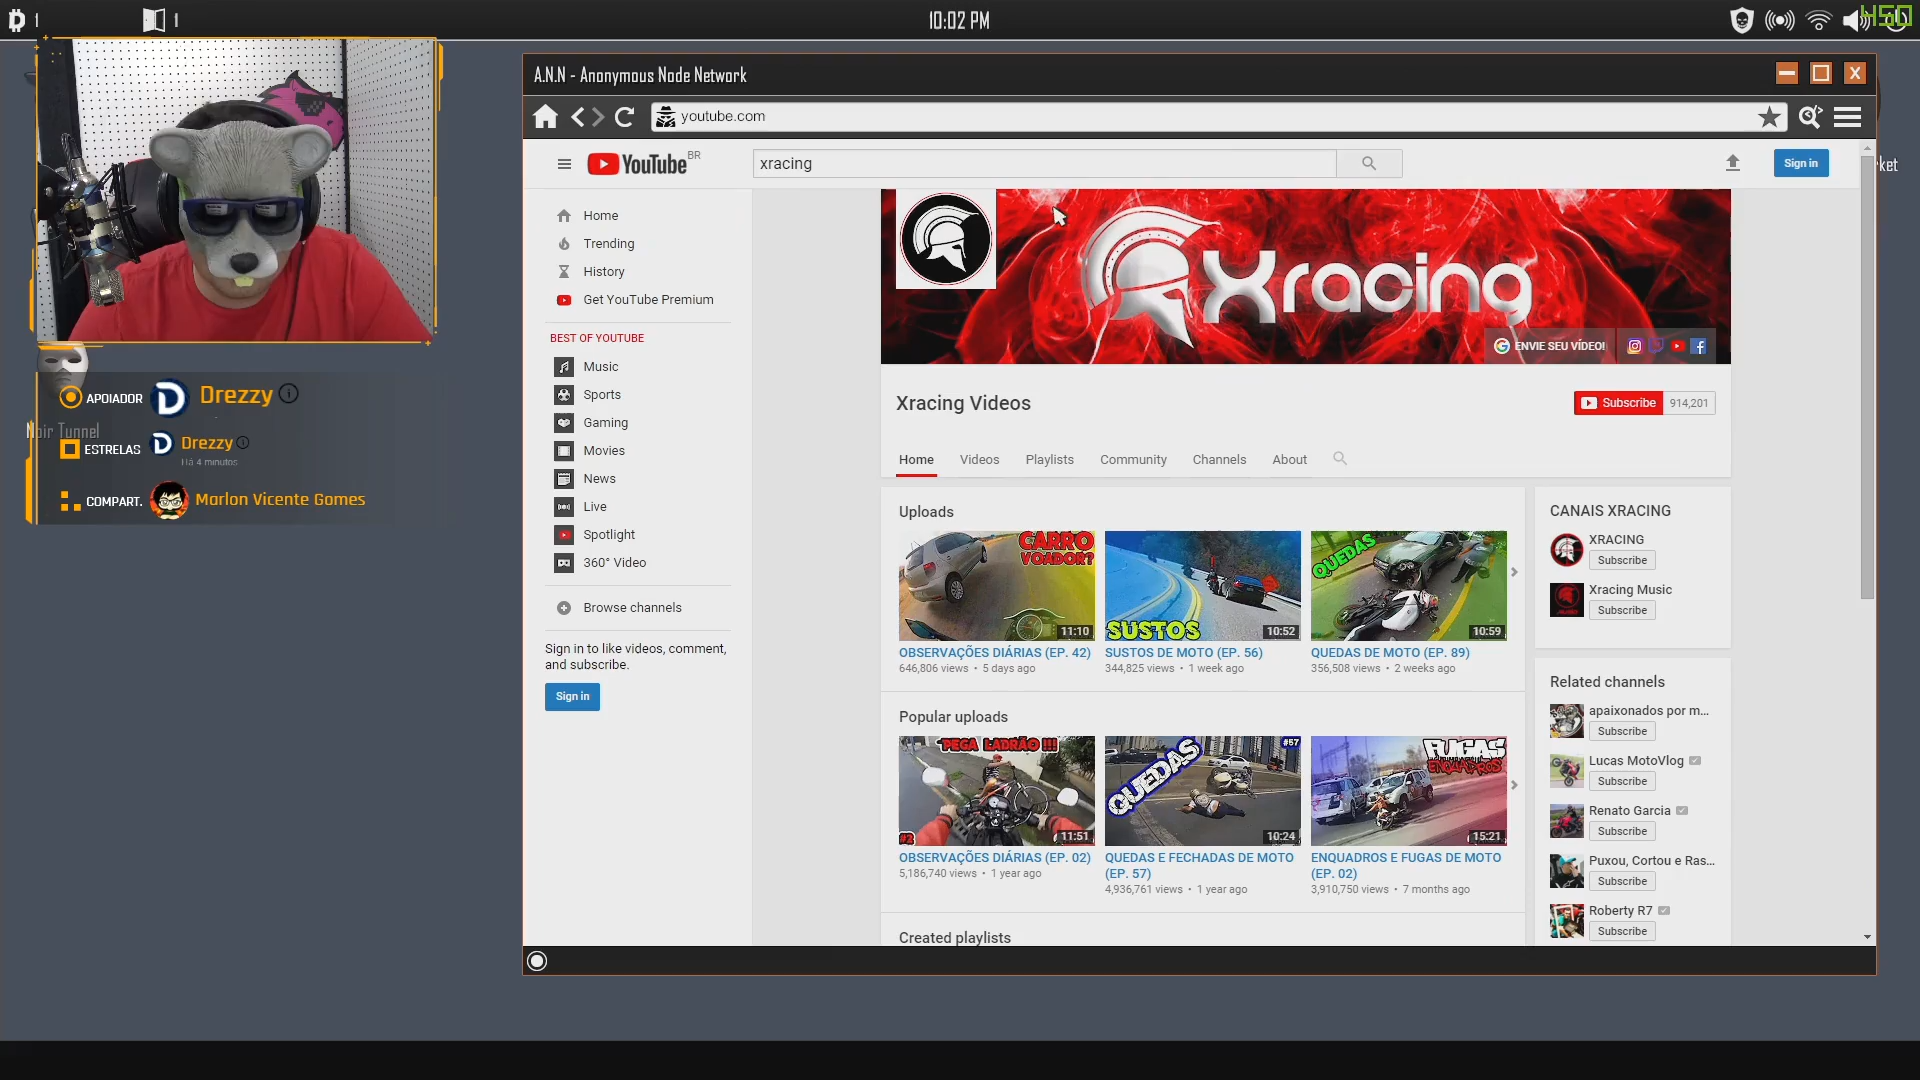 1
1
10:02 PM
450
A.N.N - Anonymous Node Network
youtube.com
YouTube BR
xracing
Sign in
Home
Trending
History
Get YouTube Premium
BEST OF YOUTUBE
Music
Sports
Gaming
Movies
News
Live
Spotlight
360° Video
Browse channels
Sign in to like videos, comment,
and subscribe.
Sign in
APOIADOR
Drezzy
Noir Tunnel
ESTRELAS
Drezzy
Há 4 minutos
COMPART.
Marlon Vicente Gomes
Xracing
ENVIE SEU VÍDEO!
Xracing Videos
Subscribe 914,201
Home Videos Playlists Community Channels About
Uploads
CARRO
VOADOR?
11:10
SUSTOS
10:52
QUEDAS
10:59
OBSERVAÇÕES DIÁRIAS (EP. 42)
646,806 views • 5 days ago
SUSTOS DE MOTO (EP. 56)
344,825 views • 1 week ago
QUEDAS DE MOTO (EP. 89)
356,508 views • 2 weeks ago
Popular uploads
PEGA LADRÃO !!!
#2
11:51
QUEDAS
#57
10:24
FUGAS
ENQUADROS
15:21
OBSERVAÇÕES DIÁRIAS (EP. 02)
5,186,740 views • 1 year ago
QUEDAS E FECHADAS DE MOTO
(EP. 57)
4,936,761 views • 1 year ago
ENQUADROS E FUGAS DE MOTO
(EP. 02)
3,910,750 views • 7 months ago
Created playlists
CANAIS XRACING
XRACING
Subscribe
Xracing Music
Subscribe
Related channels
apaixonados por m...
Subscribe
Lucas MotoVlog
Subscribe
Renato Garcia
Subscribe
Puxou, Cortou e Ras...
Subscribe
Roberty R7
Subscribe
ket